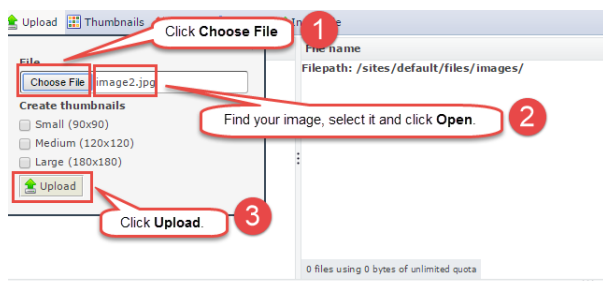 Upload Thumbnails
Click Choose File
1
File name
File
Filepath: /sites/default/files/images/
Choose File image2.jpg
Create thumbnails
Find your image, select it and click Open.
2
Small (90x90)
Medium (120x120)
Large (180x180)
Upload
Click Upload.
3
0 files using 0 bytes of unlimited quota